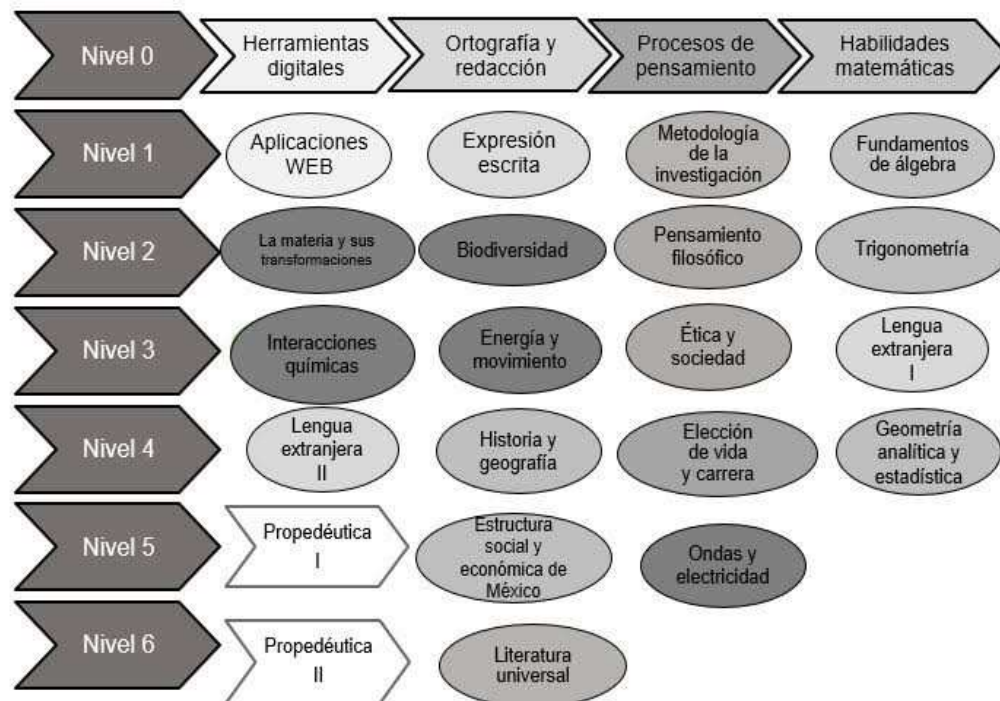 Nivel 0
Herramientas
digitales
Ortografía y
redacción
Procesos de
pensamiento
Habilidades
matemáticas
Nivel 1
Aplicaciones
WEB
Expresión
escrita
Metodología
de la
investigación
Fundamentos
de álgebra
Nivel 2
La materia y sus
transformaciones
Biodiversidad
Pensamiento
filosófico
Trigonometría
Nivel 3
Interacciones
químicas
Energía y
movimiento
Ética y
sociedad
Lengua
extranjera
I
Nivel 4
Lengua
extranjera
II
Historia y
geografía
Elección
de vida
y carrera
Geometría
analítica y
estadística
Nivel 5
Propedéutica
I
Estructura
social y
económica de
México
Ondas y
electricidad
Nivel 6
Propedéutica
II
Literatura
universal